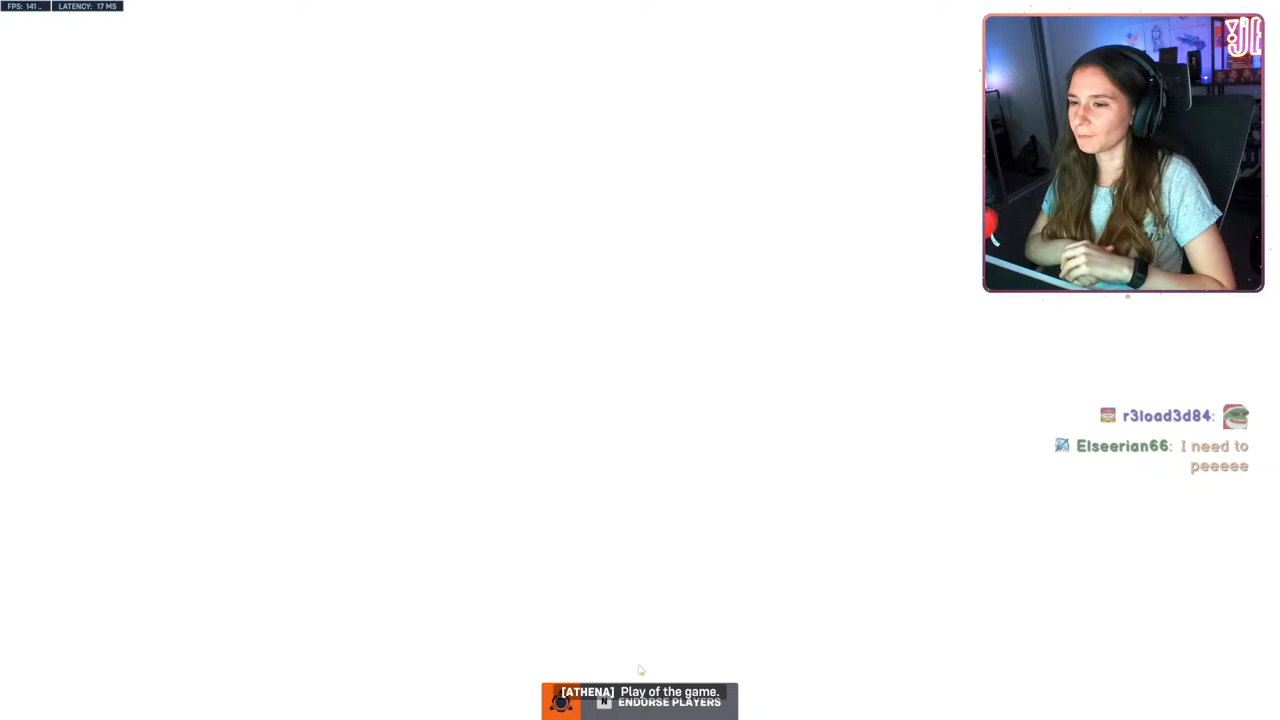 FPS: 141 ..
LATENCY: 17 MS
r3load3d84:
Elseerian66: I need to
peeeee
[ATHENA] Play of the game.
N ENDORSE PLAYERS